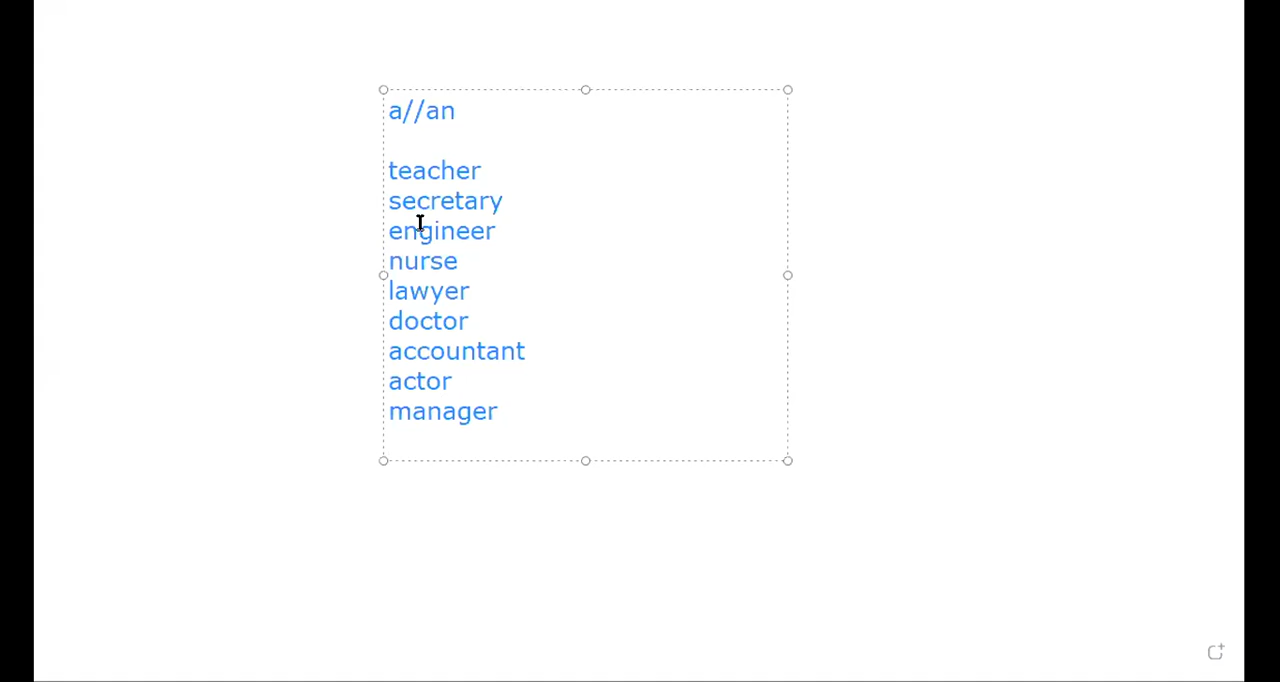 a//an
teacher
secretary
engineer
nurse
lawyer
doctor
accountant
actor
manager